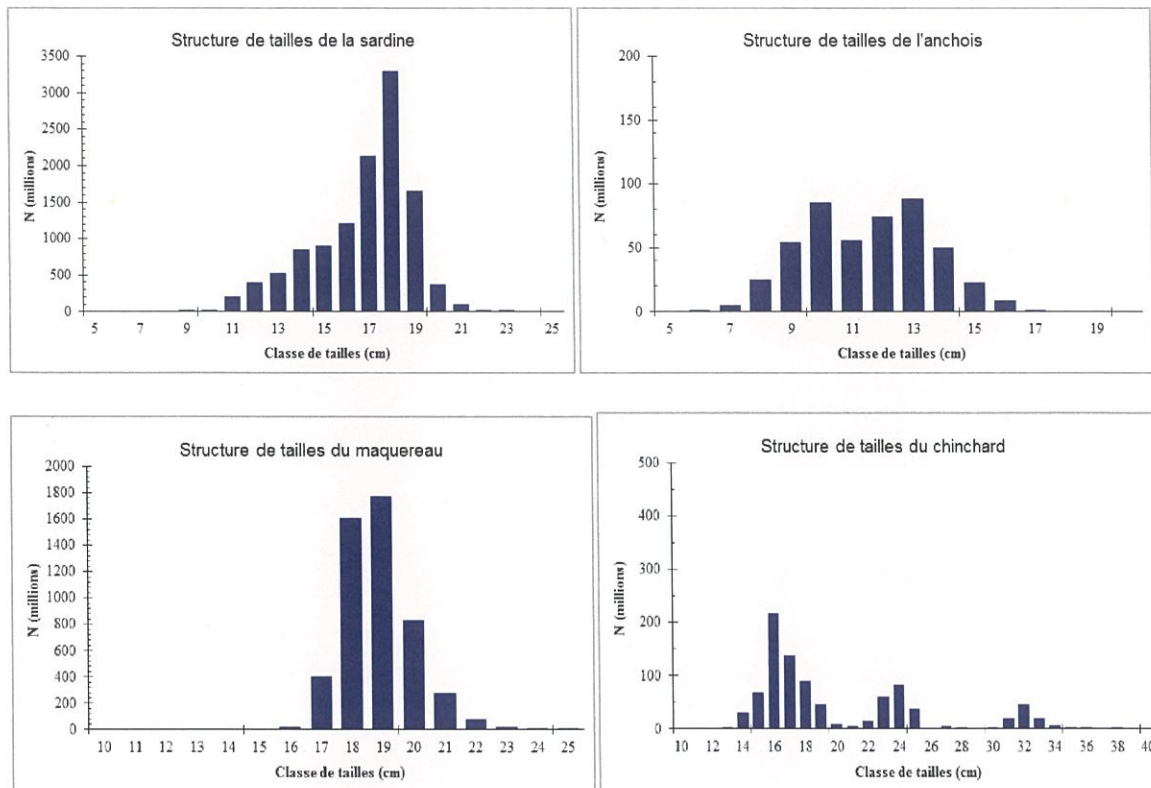 Structure de tailles de la sardine
3500
3000
2500
2000
1500
1000
500
0
N (millions)
5 7 9 11 13 15 17 19 21 23 25
Classe de tailles (cm)
Structure de tailles de l'anchois
200
150
100
50
0
N (millions)
5 7 9 11 13 15 17 19
Classe de tailles (cm)
Structure de tailles du maquereau
2000
1800
1600
1400
1200
1000
800
600
400
200
0
N (millions)
10 11 12 13 14 15 16 17 18 19 20 21 22 23 24 25
Classe de tailles (cm)
Structure de tailles du chinchard
500
400
300
200
100
0
N (millions)
10 12 14 16 18 20 22 24 26 28 30 32 34 36 38 40
Classe de tailles (cm)